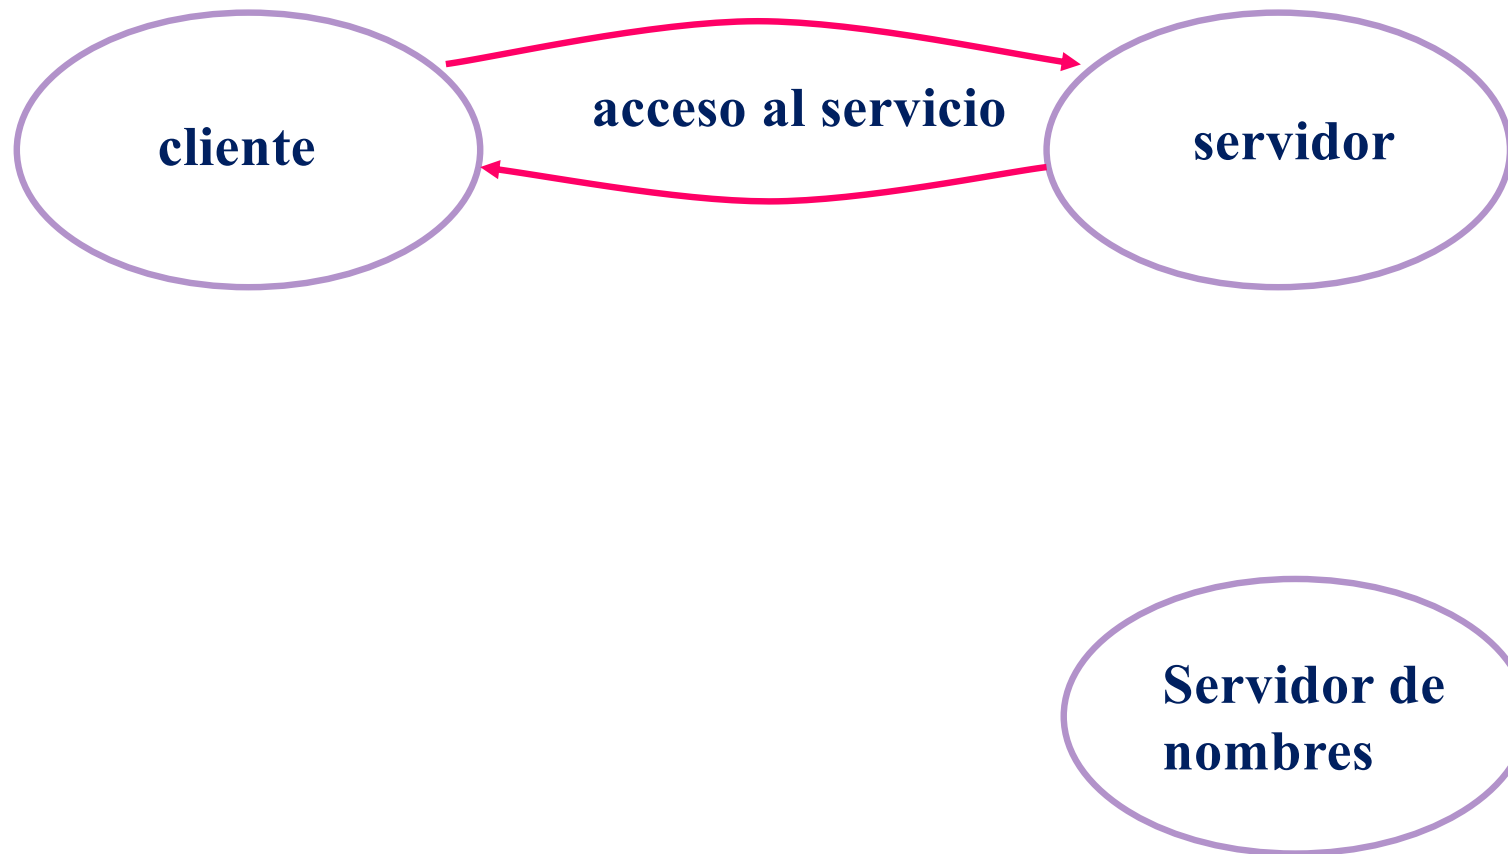 cliente
acceso al servicio
servidor
Servidor de
nombres